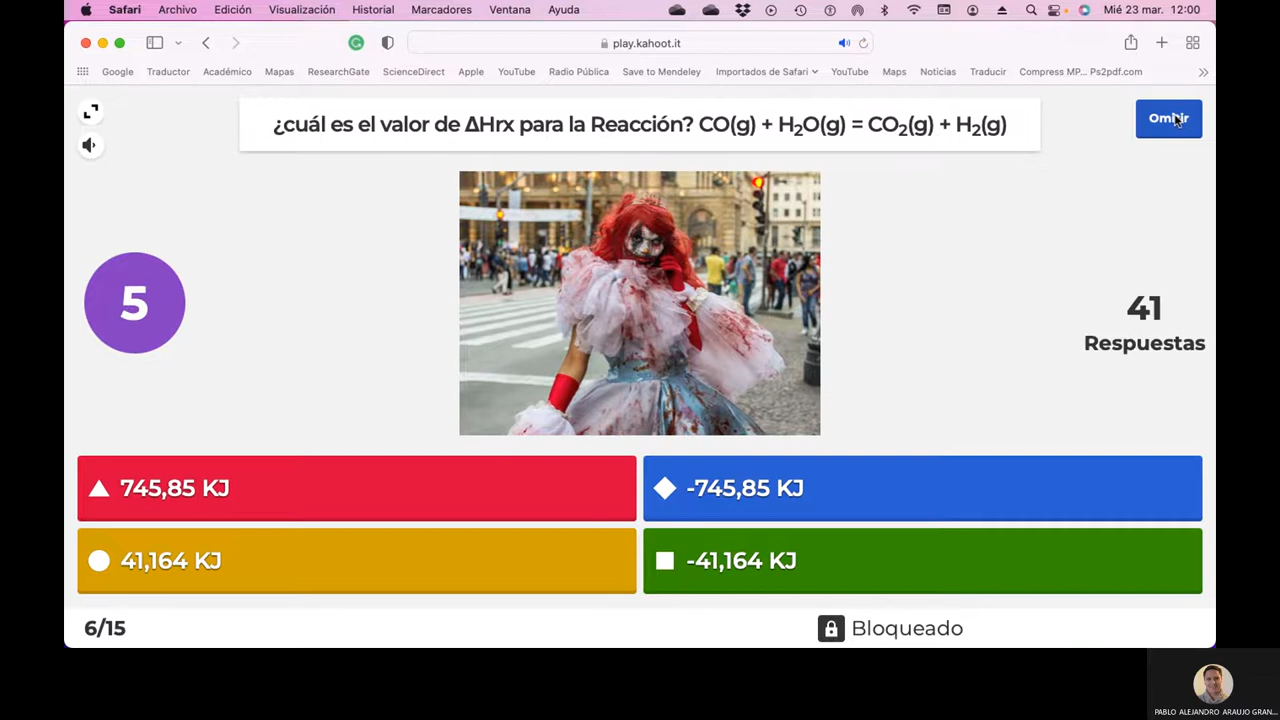 Safari Archivo Edición Visualización Historial Marcadores Ventana Ayuda Mié 23 mar. 12:00
play.kahoot.it
Google Traductor Académico Mapas ResearchGate ScienceDirect Apple YouTube Radio Pública Save to Mendeley Importados de Safari YouTube Maps Noticias Traducir Compress MP... Ps2pdf.com
¿cuál es el valor de ΔHrx para la Reacción? CO(g) + H₂O(g) = CO₂(g) + H₂(g)
Omitir
5
41
Respuestas
745,85 KJ
-745,85 KJ
41,164 KJ
-41,164 KJ
6/15
Bloqueado
PABLO ALEJANDRO ARAUJO GRAN...